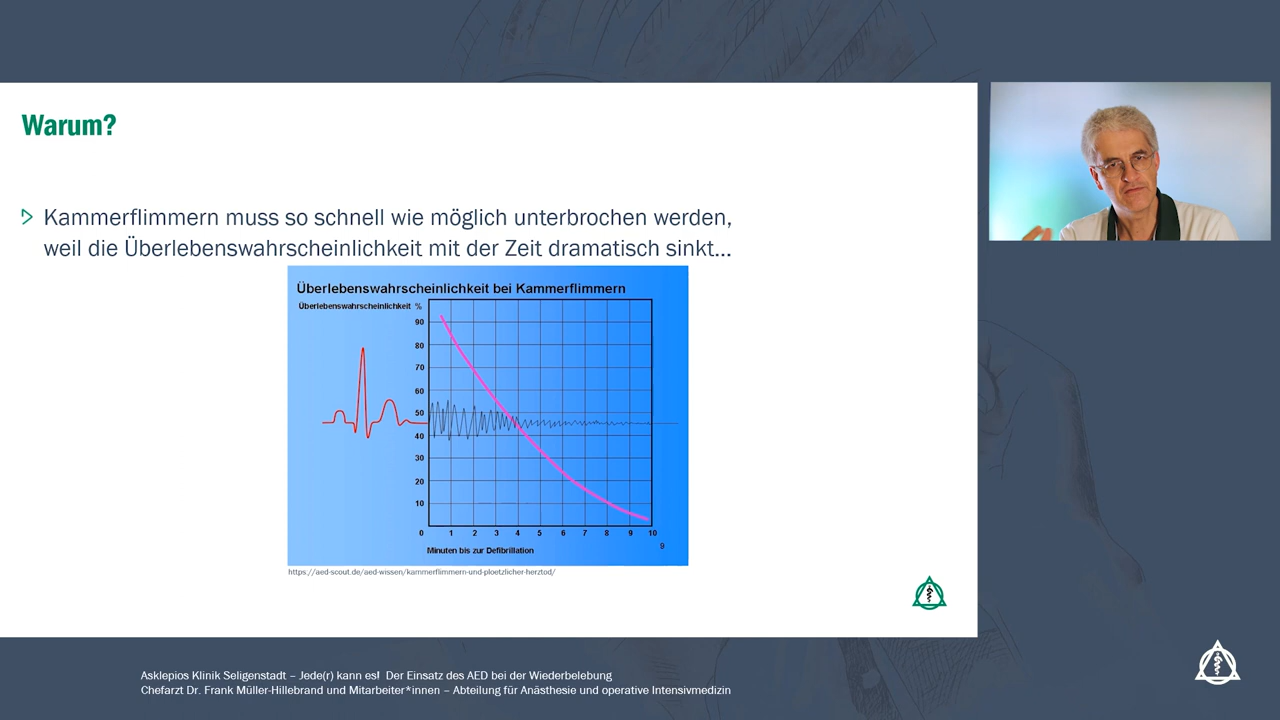 Warum?
Kammerflimmern muss so schnell wie möglich unterbrochen werden,
weil die Überlebenswahrscheinlichkeit mit der Zeit dramatisch sinkt...
Überlebenswahrscheinlichkeit bei Kammerflimmern
Überlebenswahrscheinlichkeit %
90
80
70
60
50
40
30
20
10
0 1 2 3 4 5 6 7 8 9 10
Minuten bis zur Defibrillation
9
https://aed-scout.de/aed-wissen/kammerflimmern-und-ploetzlicher-herztod/
Asklepios Klinik Seligenstadt – Jede(r) kann es! Der Einsatz des AED bei der Wiederbelebung
Chefarzt Dr. Frank Müller-Hillebrand und Mitarbeiter*innen – Abteilung für Anästhesie und operative Intensivmedizin